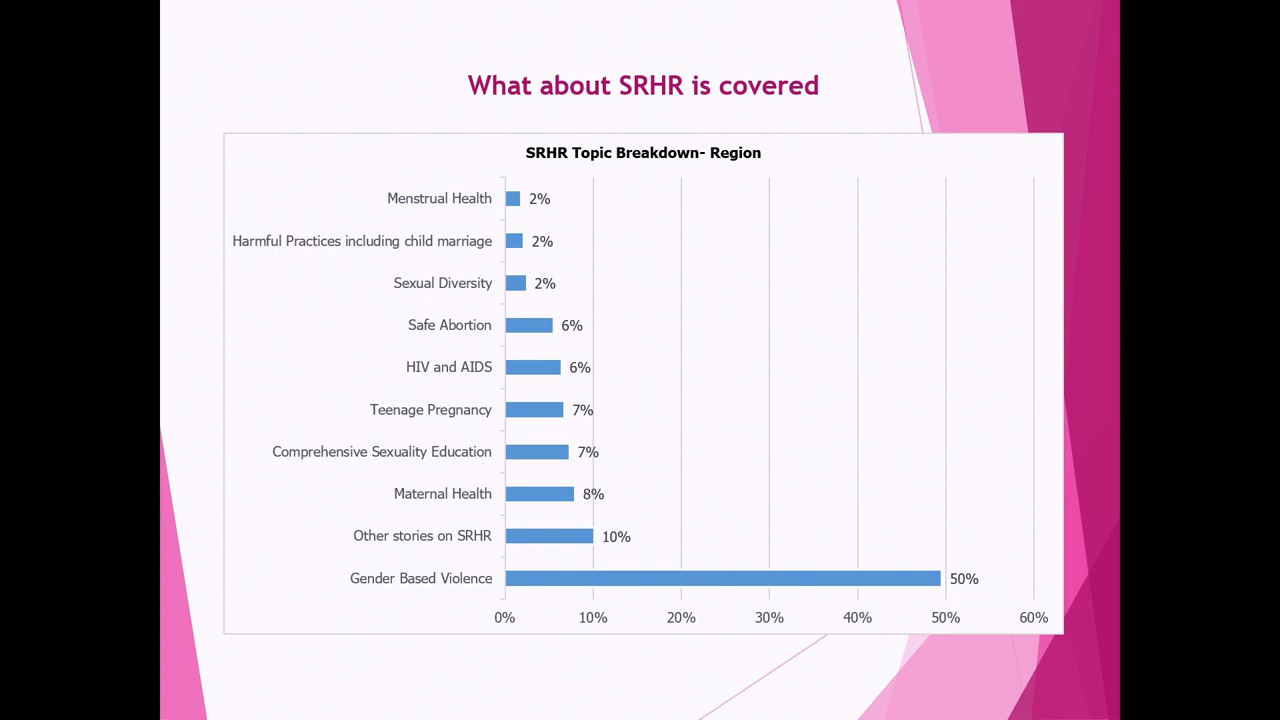 What about SRHR is covered
SRHR Topic Breakdown- Region
Menstrual Health 2%
Harmful Practices including child marriage 2%
Sexual Diversity 2%
Safe Abortion 6%
HIV and AIDS 6%
Teenage Pregnancy 7%
Comprehensive Sexuality Education 7%
Maternal Health 8%
Other stories on SRHR 10%
Gender Based Violence 50%
0% 10% 20% 30% 40% 50% 60%